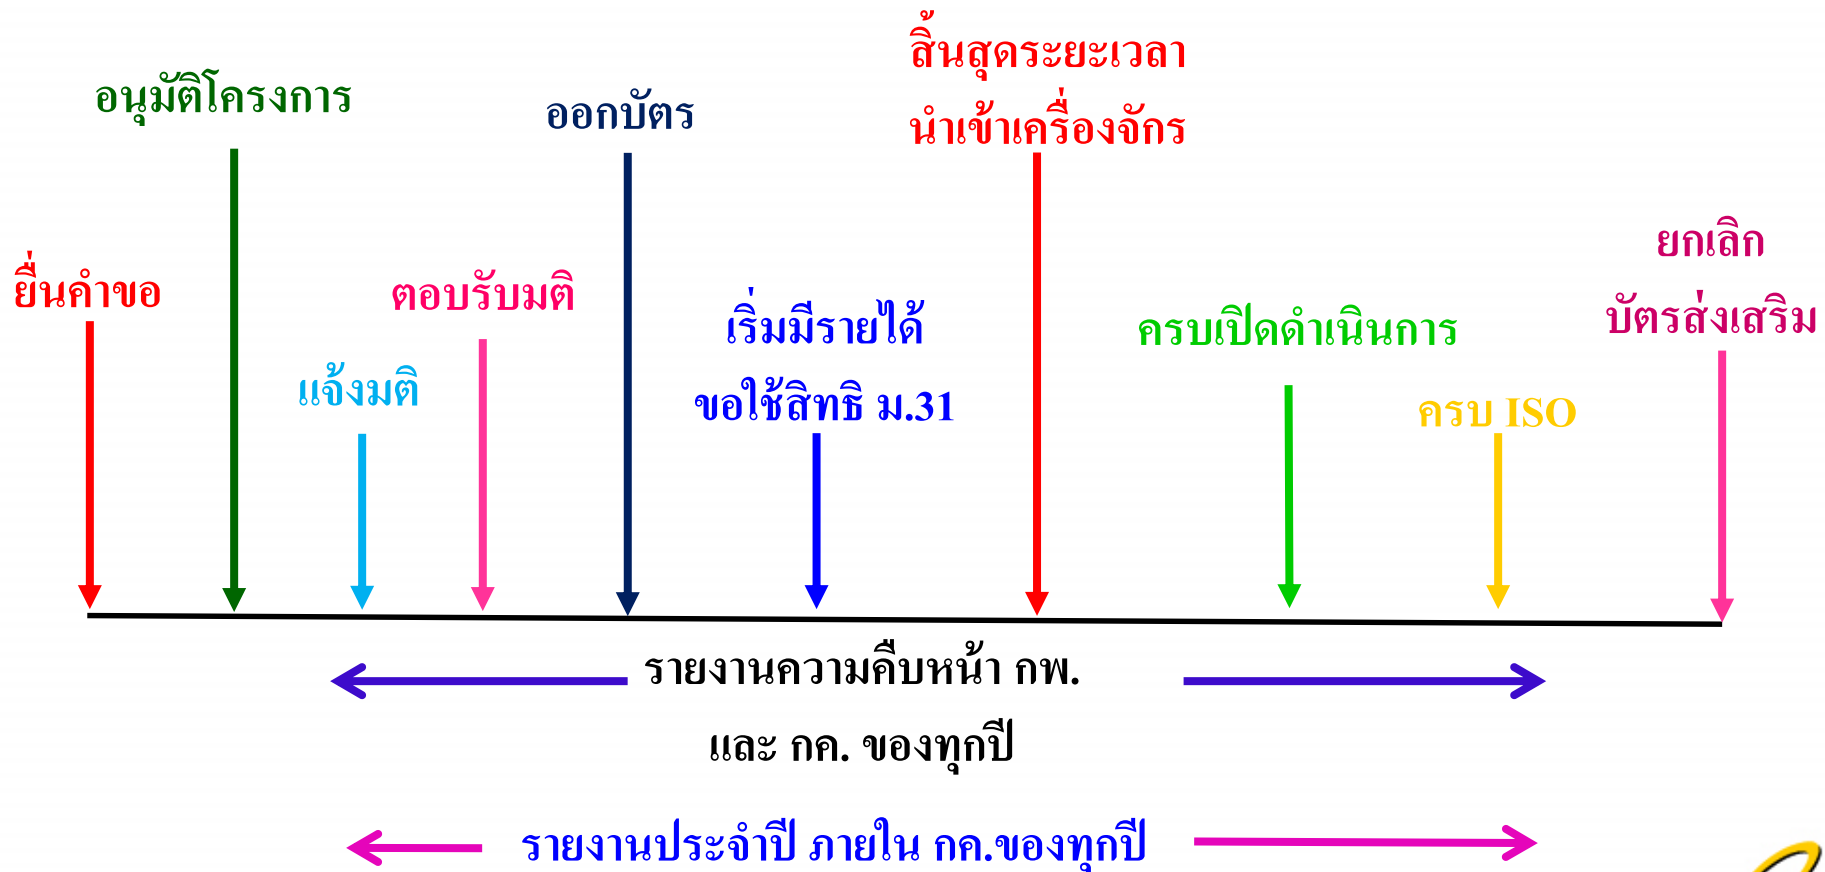 ยื่นคำขอ
อนุมัติโครงการ
แจ้งมติ
ตอบรับมติ
ออกบัตร
เริ่มมีรายได้
ขอใช้สิทธิ ม.31
สิ้นสุดระยะเวลา
นำเข้าเครื่องจักร
ครบเปิดดำเนินการ
ครบ ISO
ยกเลิก
บัตรส่งเสริม
รายงานความคืบหน้า กพ.
และ กค. ของทุกปี
รายงานประจำปี ภายใน กค.ของทุกปี